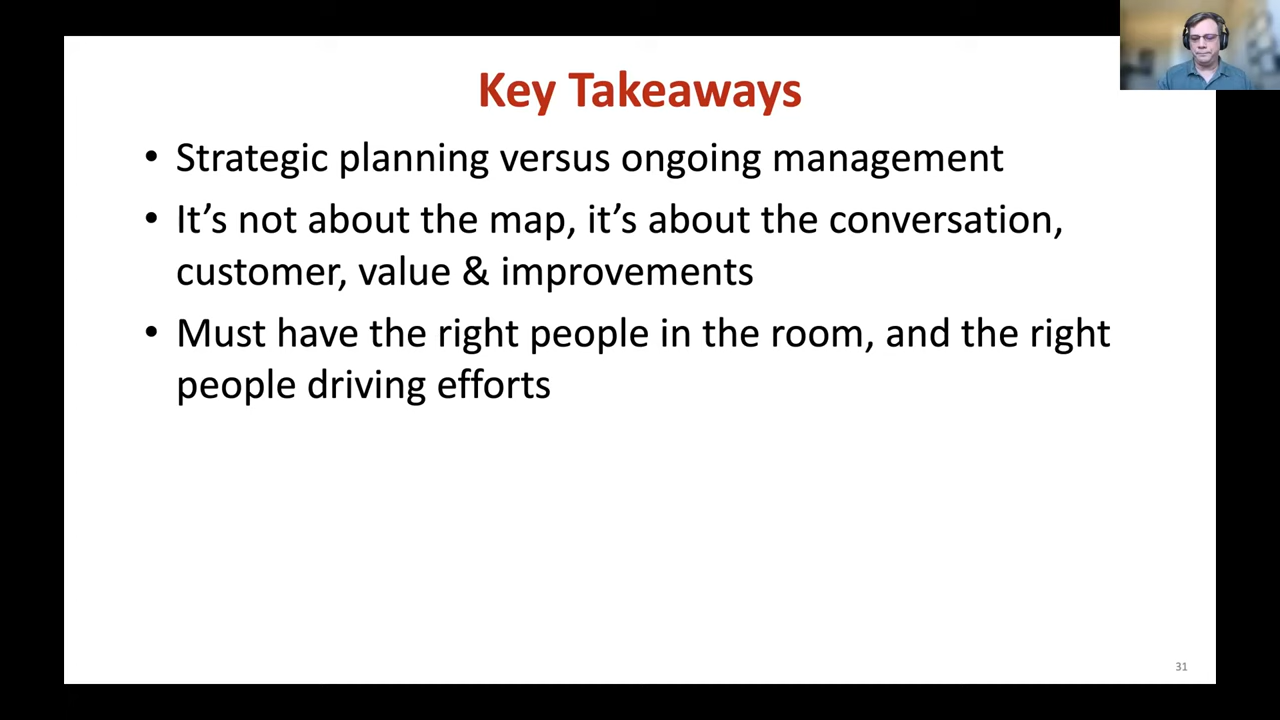 Key Takeaways
• Strategic planning versus ongoing management
• It’s not about the map, it’s about the conversation,
customer, value & improvements
• Must have the right people in the room, and the right
people driving efforts
31